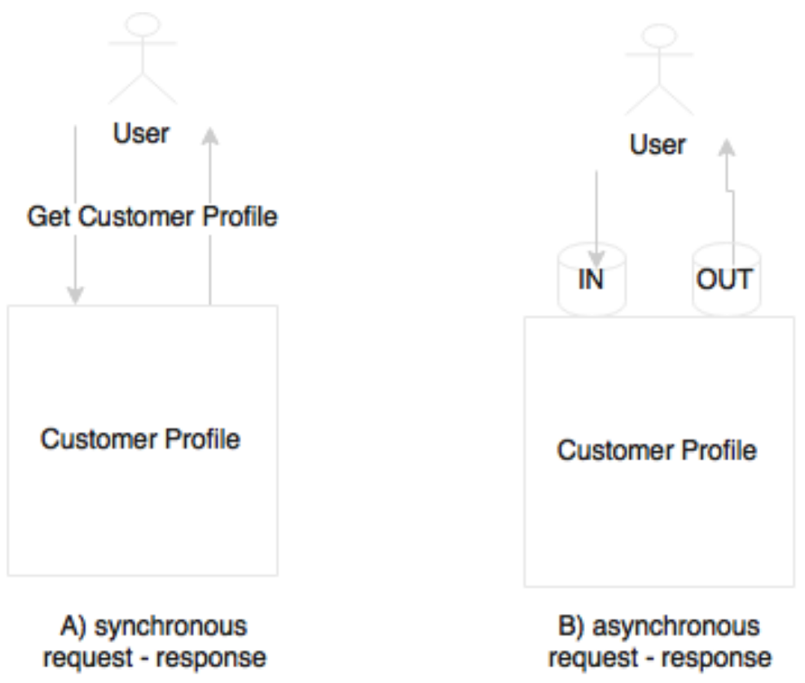 User
Get Customer Profile
Customer Profile
A) synchronous
request - response
User
IN
OUT
Customer Profile
B) asynchronous
request - response